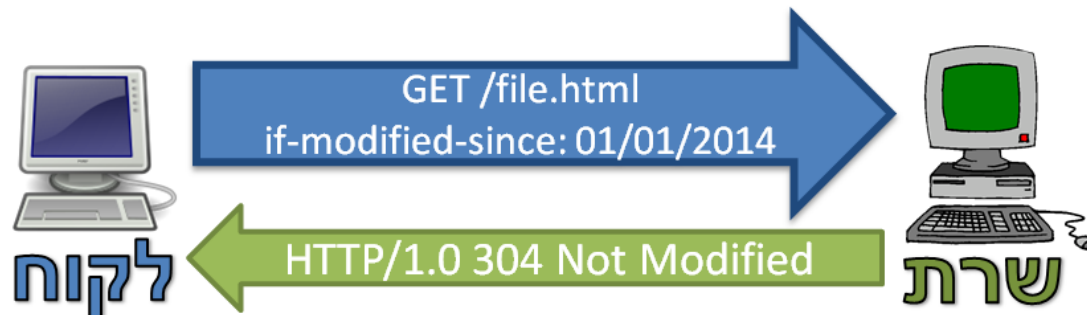 GET /file.html
if-modified-since: 01/01/2014
HTTP/1.0 304 Not Modified
לקוח
שרת